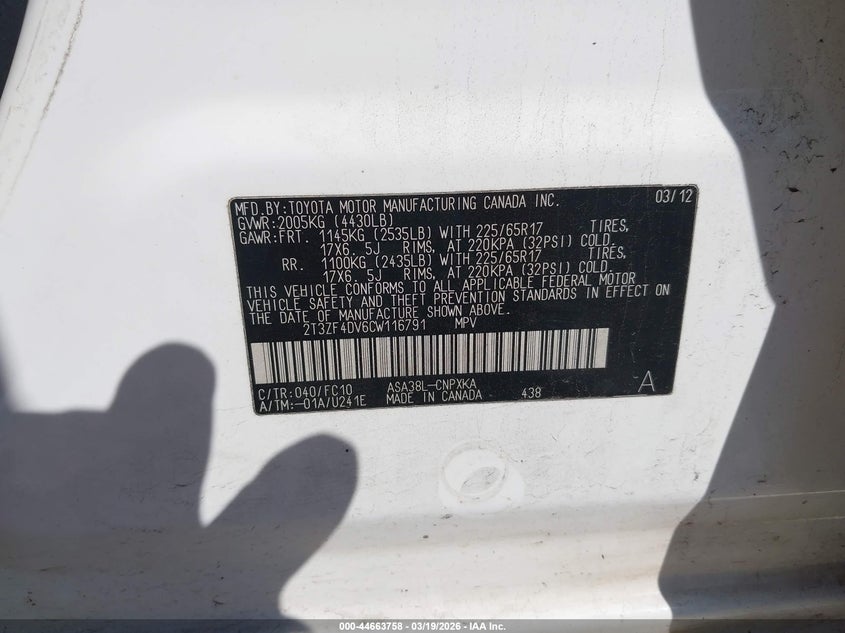 MFD.BY:TOYOTA MOTOR MANUFACTURING CANADA INC. 03/12
GVWR:2005KG (4430LB)
GAWR:FRT. 1145KG (2535LB) WITH 225/65R17 TIRES,
17X6.5J RIMS, AT 220KPA (32PSI) COLD.
RR. 1100KG (2435LB) WITH 225/65R17 TIRES,
17X6.5J RIMS, AT 220KPA (32PSI) COLD.
THIS VEHICLE CONFORMS TO ALL APPLICABLE FEDERAL MOTOR
VEHICLE SAFETY AND THEFT PREVENTION STANDARDS IN EFFECT ON
THE DATE OF MANUFACTURE SHOWN ABOVE.
2T3ZF4DV6CW116791 MPV
C/TR:040/FC10 ASA38L-CNPXKA A
A/TM:-01A/U241E MADE IN CANADA 438
000-44663758 - 03/19/2026 - IAA Inc.